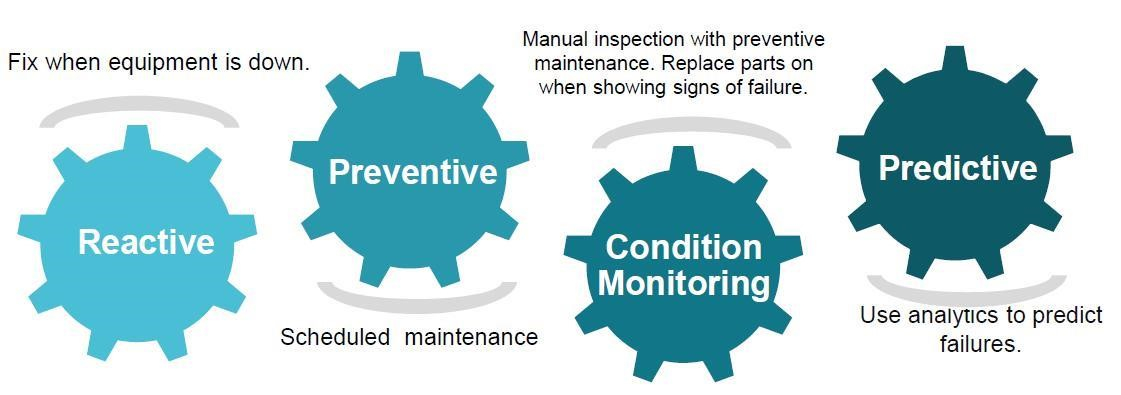 Fix when equipment is down.
Reactive
Preventive
Scheduled maintenance
Manual inspection with preventive
maintenance. Replace parts on
when showing signs of failure.
Condition
Monitoring
Predictive
Use analytics to predict
failures.